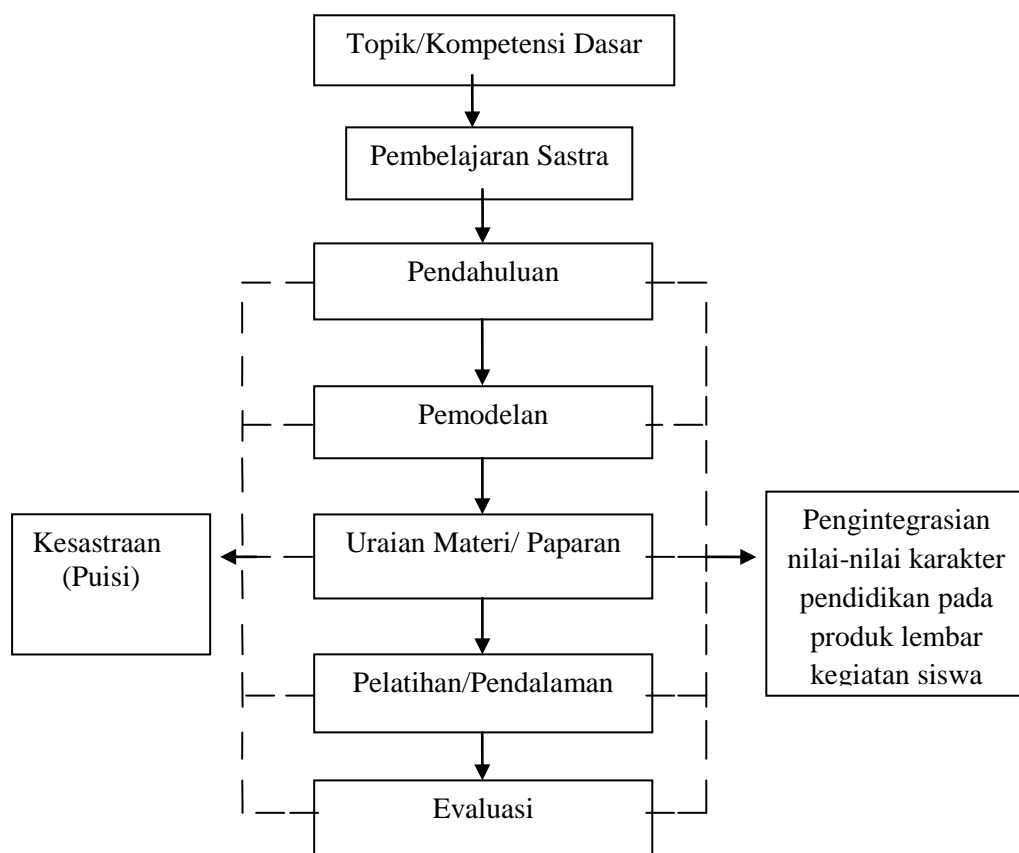 Topik/Kompetensi Dasar
Pembelajaran Sastra
Pendahuluan
Pemodelan
Kesastraan
(Puisi)
Uraian Materi/ Paparan
Pengintegrasian
nilai-nilai karakter
pendidikan pada
produk lembar
kegiatan siswa
Pelatihan/Pendalaman
Evaluasi